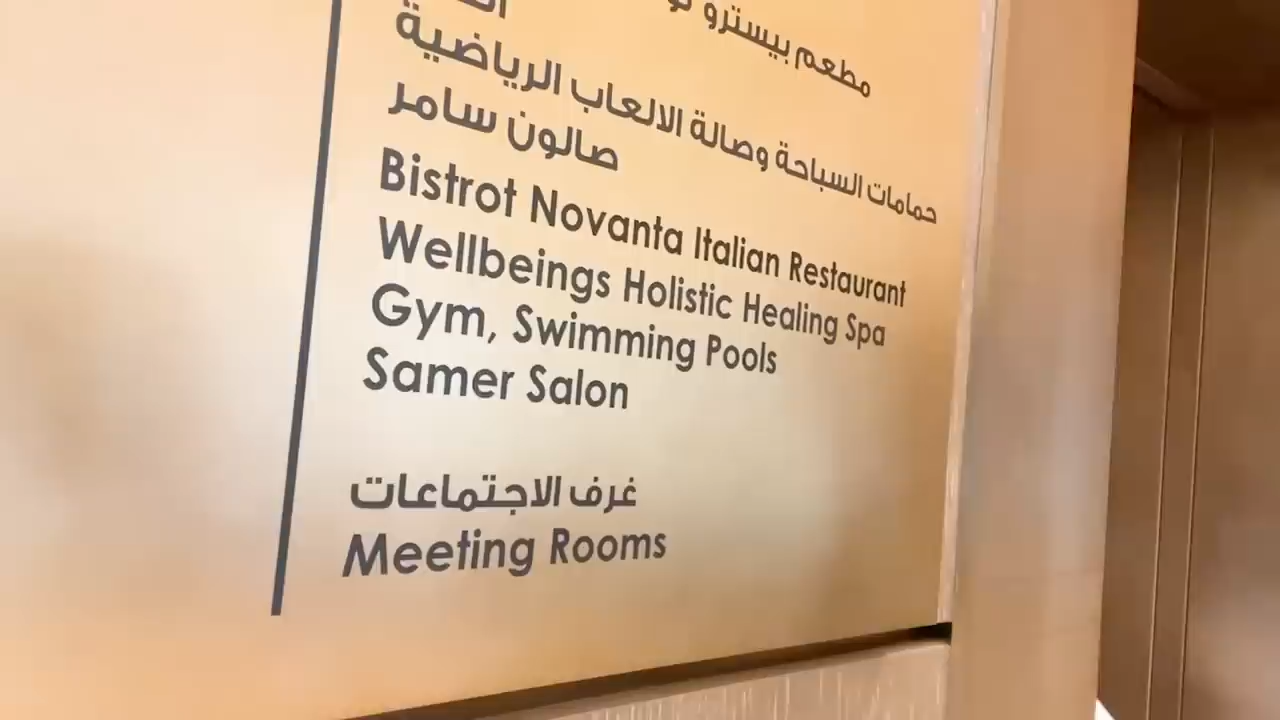 مطعم بيسترو
حمامات السباحة وصالة الالعاب الرياضية
صالون سامر
Bistrot Novanta Italian Restaurant
Wellbeings Holistic Healing Spa
Gym, Swimming Pools
Samer Salon
غرف الاجتماعات
Meeting Rooms